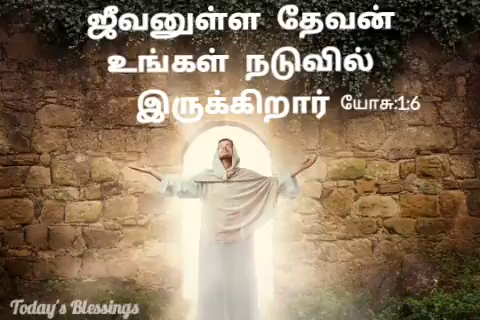 ஜீவனுள்ள தேவன்
உங்கள் நடுவில்
இருக்கிறார் யோசு:1:6
Today's Blessings